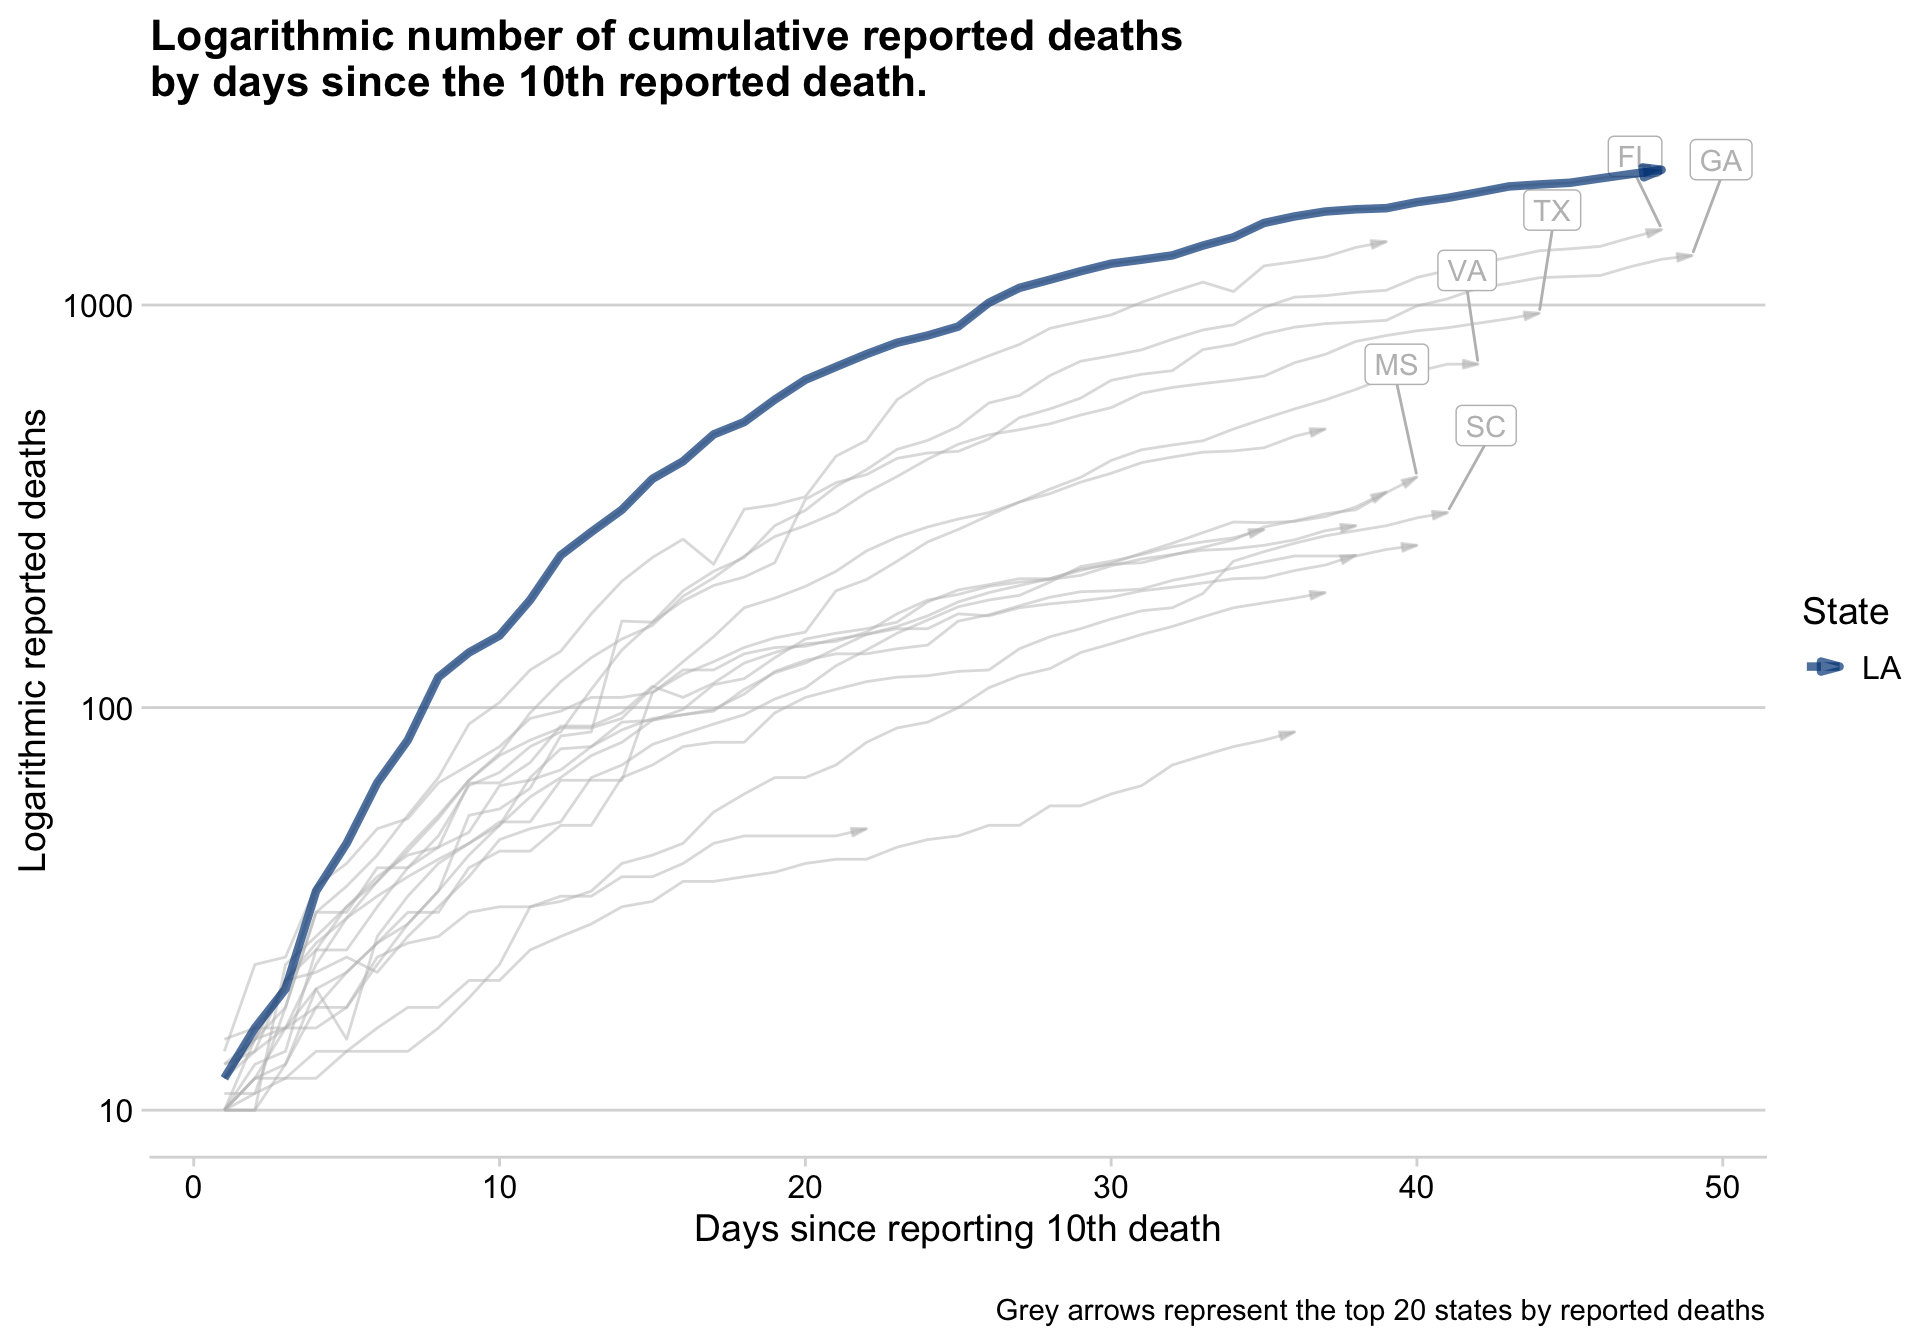 Logarithmic number of cumulative reported deaths
by days since the 10th reported death.
FL
GA
TX
VA
MS
SC
1000
100
10
Logarithmic reported deaths
State
LA
0 10 20 30 40 50
Days since reporting 10th death
Grey arrows represent the top 20 states by reported deaths